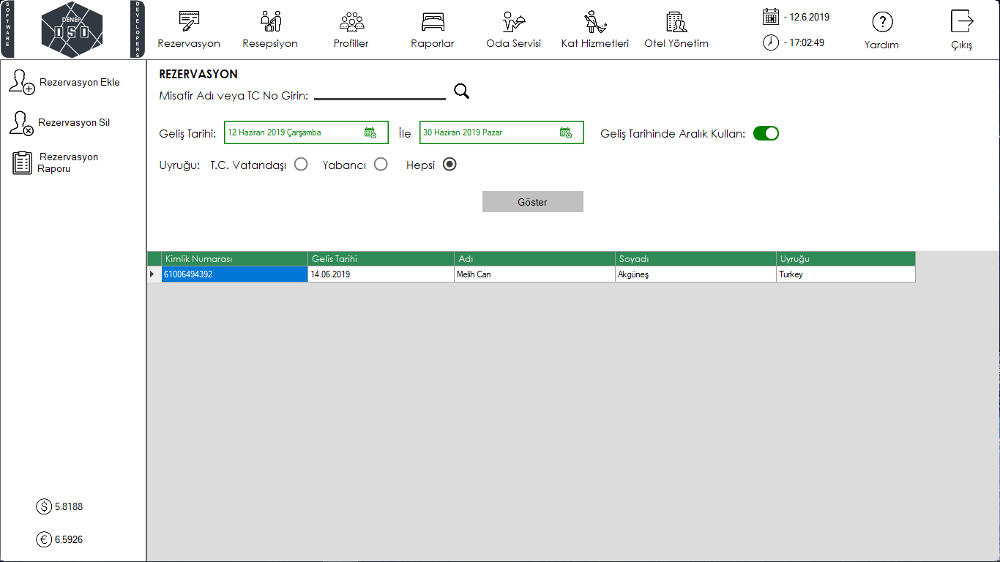 SOFTWARE
DENEP
OSD
DEVELOPERS
Rezervasyon
Resepsiyon
Profiller
Raporlar
Oda Servisi
Kat Hizmetleri
Otel Yönetim
- 12.6.2019
- 17:02:49
Yardım
Çıkış
Rezervasyon Ekle
Rezervasyon Sil
Rezervasyon
Raporu
$ 5.8188
€ 6.5926
REZERVASYON
Misafir Adı veya TC No Girin:
Geliş Tarihi: 12 Haziran 2019 Çarşamba İle 30 Haziran 2019 Pazar Geliş Tarihinde Aralık Kullan:
Uyruğu: T.C. Vatandaşı Yabancı Hepsi
Göster
Kimlik Numarası Gelis Tarihi Adı Soyadı Uyruğu
61006494392 14.06.2019 Melih Can Akgüneş Turkey